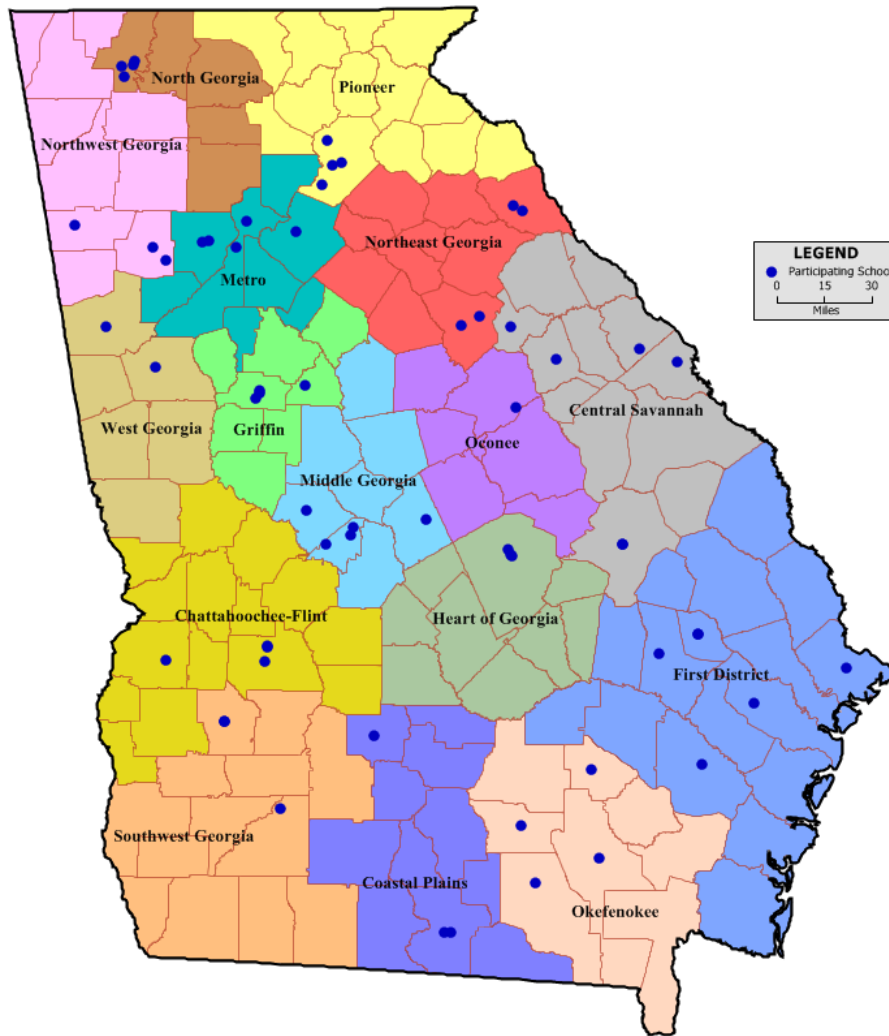 North Georgia
Pioneer
Northwest Georgia
Northeast Georgia
LEGEND
Participating School
0 15 30
Miles
Metro
Central Savannah
West Georgia
Griffin
Oconee
Middle Georgia
Chattahoochee-Flint
Heart of Georgia
First District
Southwest Georgia
Coastal Plains
Okefenokee